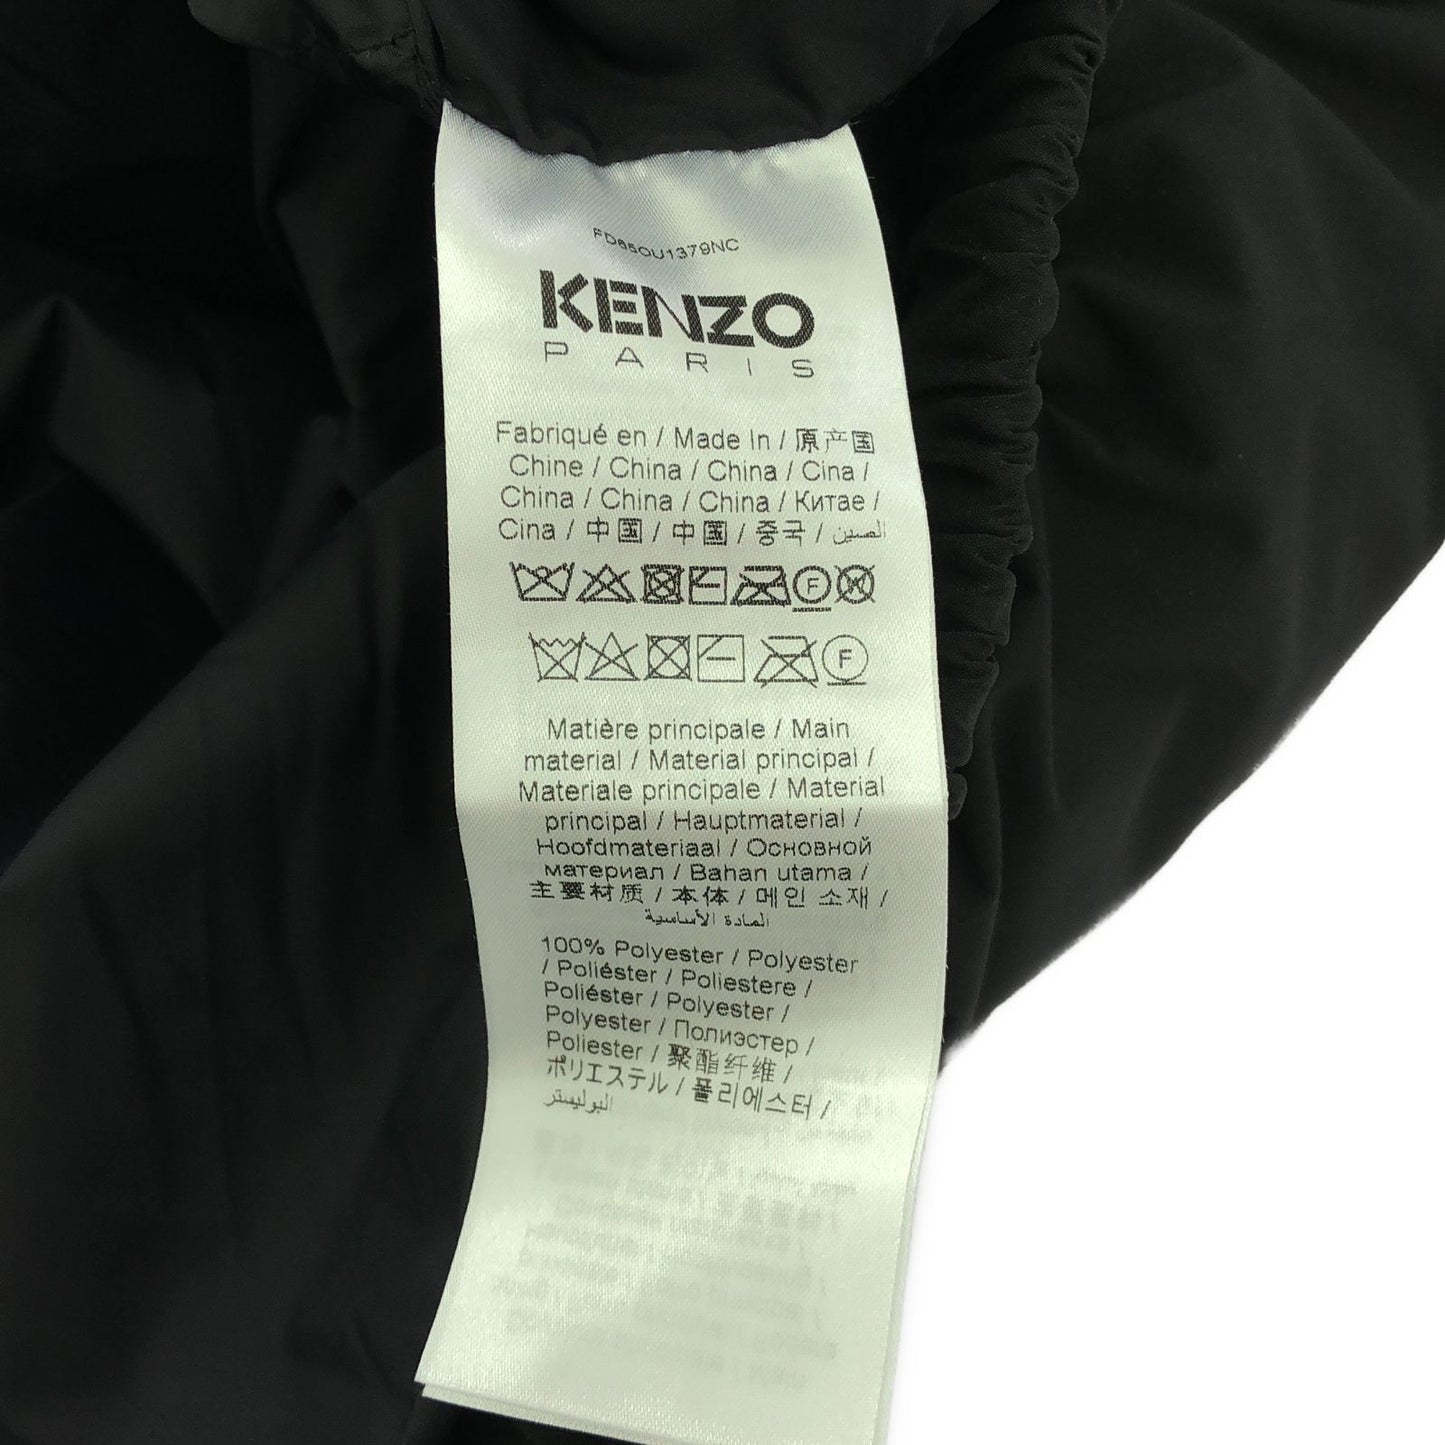 FD65OU1379NC
KENZO
PARIS
Fabriqué en / Made In / 原产国
Chine / China / China / Cina /
China / China / China / Китае /
Cina / 中国 / 中国 / 중국 / الصين
F
F
Matière principale / Main
material / Material principal /
Materiale principale / Material
principal / Hauptmaterial /
Hoofdmateriaal / Основной
материал / Bahan utama /
主要材质 / 本体 / 메인 소재 /
المادة الأساسية
100% Polyester / Polyester
/ Poliéster / Poliestere /
Poliéster / Polyester /
Polyester / Полиэстер /
Poliester / 聚酯纤维 /
ポリエステル / 폴리에스터 /
البوليستر